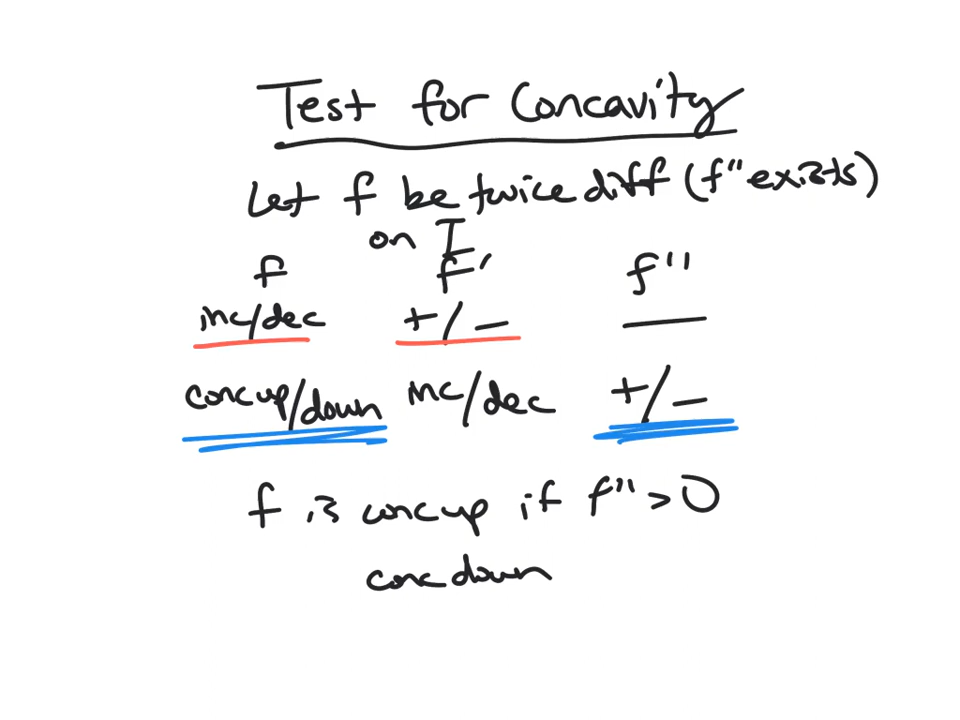 Test for Concavity
Let f be twice diff (f" exists)
on I
f f' f"
inc/dec +/- —
conc up/down inc/dec +/-
f is conc up if f" > 0
conc down